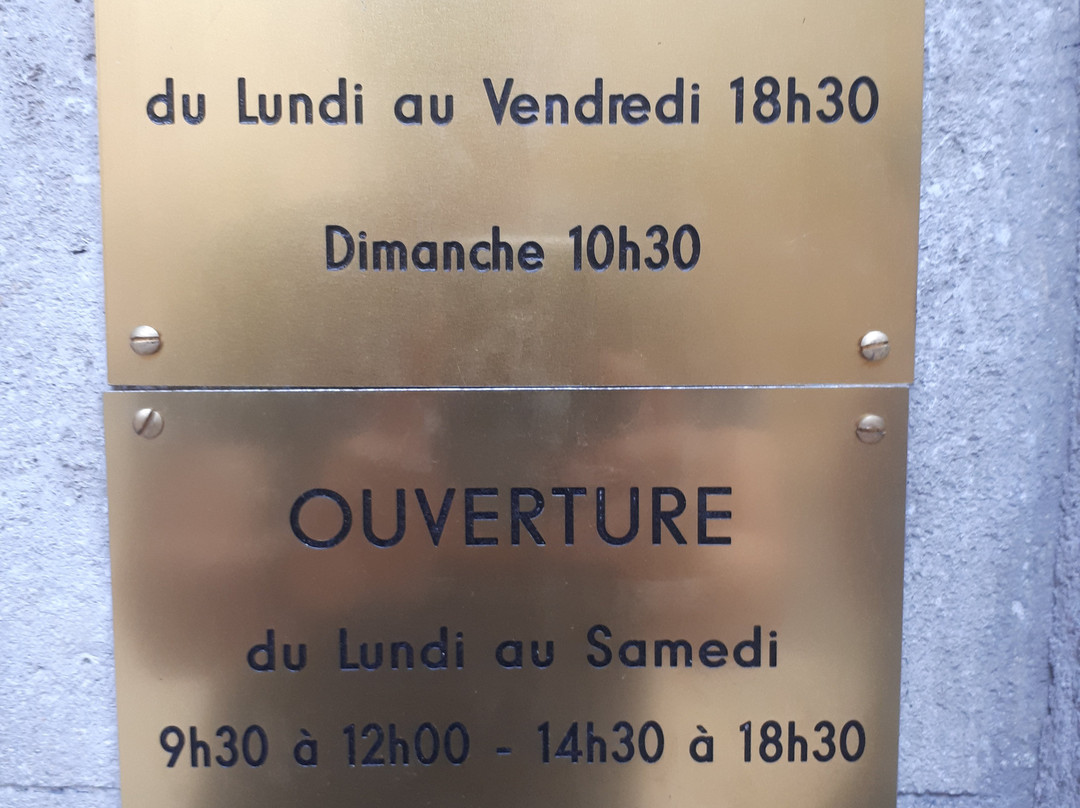 du Lundi au Vendredi 18h30
Dimanche 10h30
OUVERTURE
du Lundi au Samedi
9h30 à 12h00 - 14h30 à 18h30